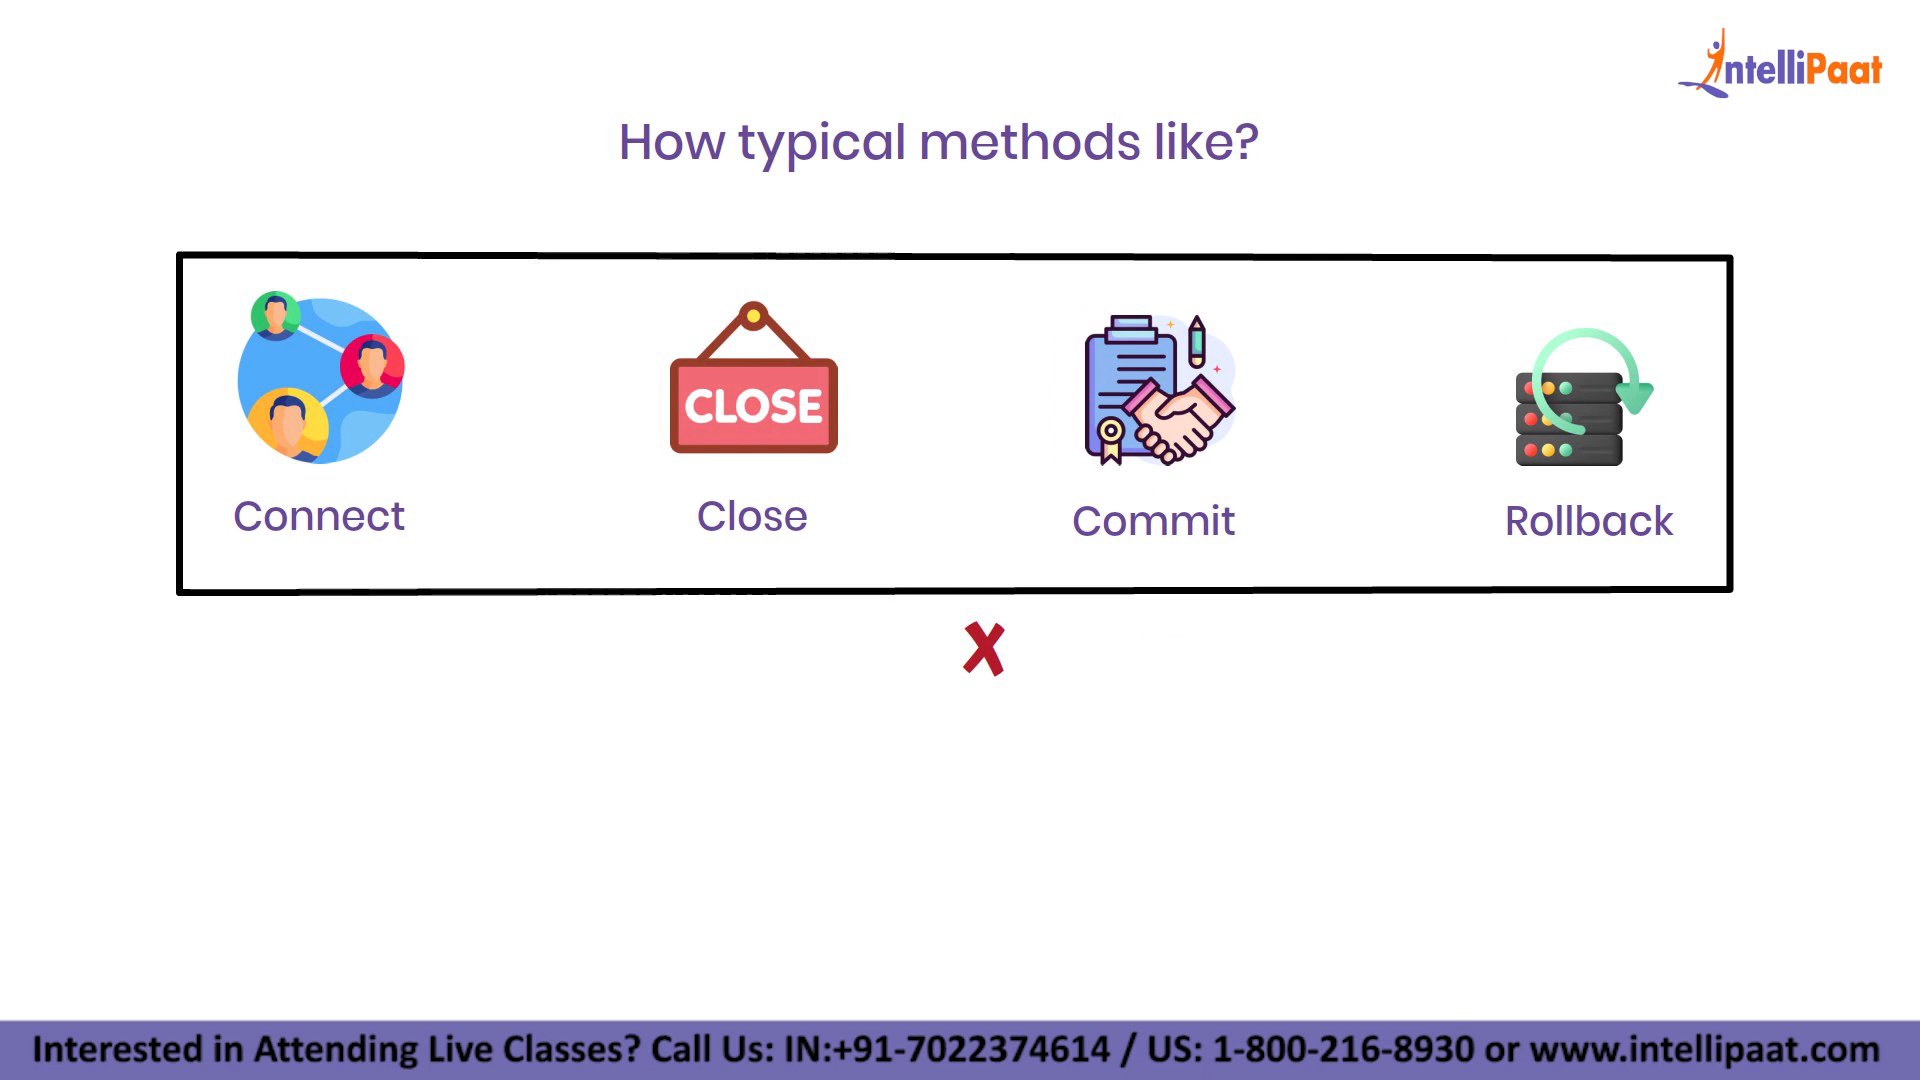 IntelliPaat
How typical methods like?
CLOSE
Connect
Close
Commit
Rollback
Interested in Attending Live Classes? Call Us: IN:+91-7022374614 / US: 1-800-216-8930 or www.intellipaat.com